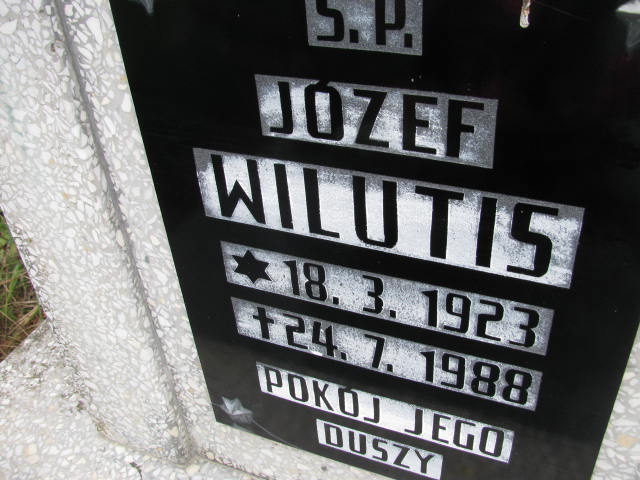 Ś. P.
JÓZEF
WILUTIS
✶ 18. 3. 1923
✝ 24. 7. 1988
POKÓJ JEGO
DUSZY